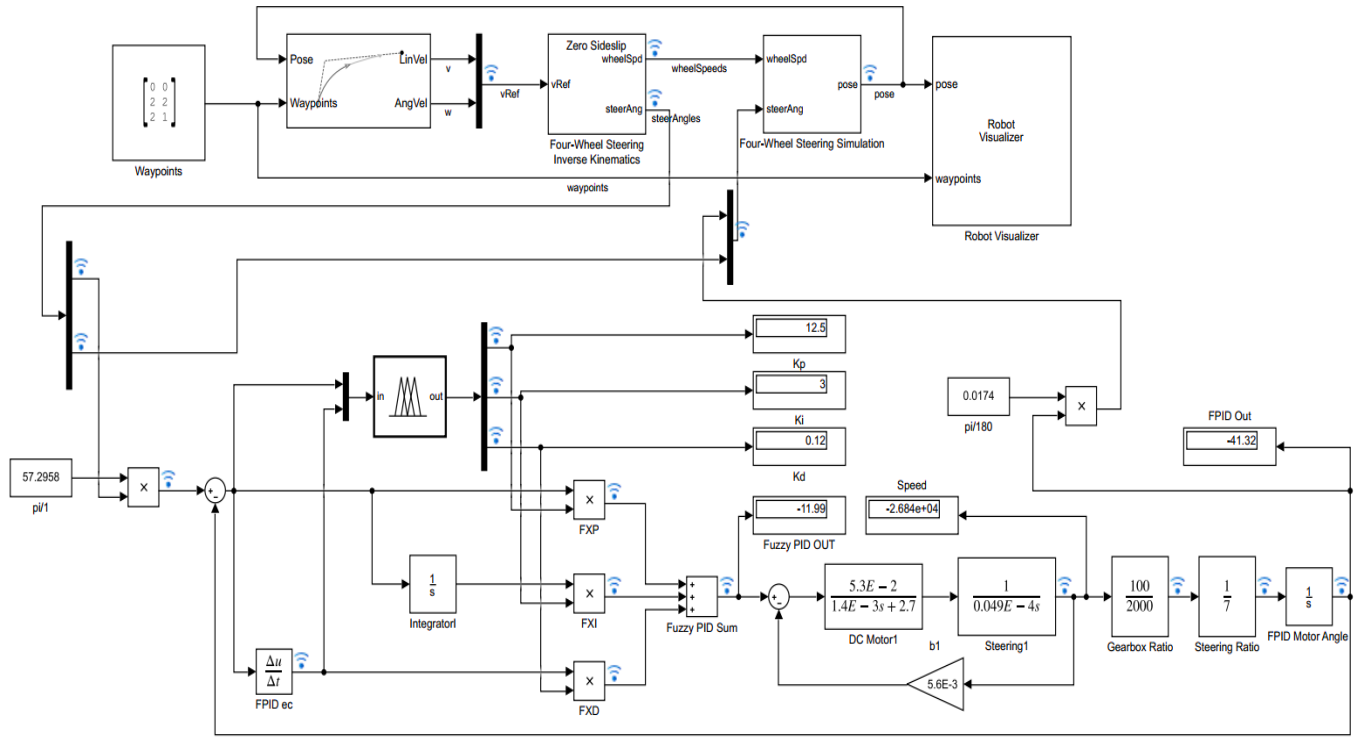 Waypoints
0 0
2 2
2 1
Pose
Waypoints
LinVel
AngVel
v
w
vRef
Zero Sideslip
vRef
wheelSpd
steerAng
Four-Wheel Steering
Inverse Kinematics
wheelSpeeds
steerAngles
wheelSpd
steerAng
pose
Four-Wheel Steering Simulation
pose
waypoints
pose
Robot
Visualizer
waypoints
Robot Visualizer
in
out
12.5
Kp
3
Ki
0.12
Kd
0.0174
pi/180
×
FPID Out
-41.32
57.2958
pi/1
×
+
-
×
FXP
-11.99
Fuzzy PID OUT
Speed
-2.684e+04
1
s
IntegratorI
×
FXI
+
+
+
Fuzzy PID Sum
+
-
5.3E − 2
1.4E − 3s + 2.7
DC Motor1
b1
1
0.049E − 4s
Steering1
100
2000
Gearbox Ratio
1
7
Steering Ratio
1
s
FPID Motor Angle
5.6E-3
Δu
Δt
FPID ec
×
FXD